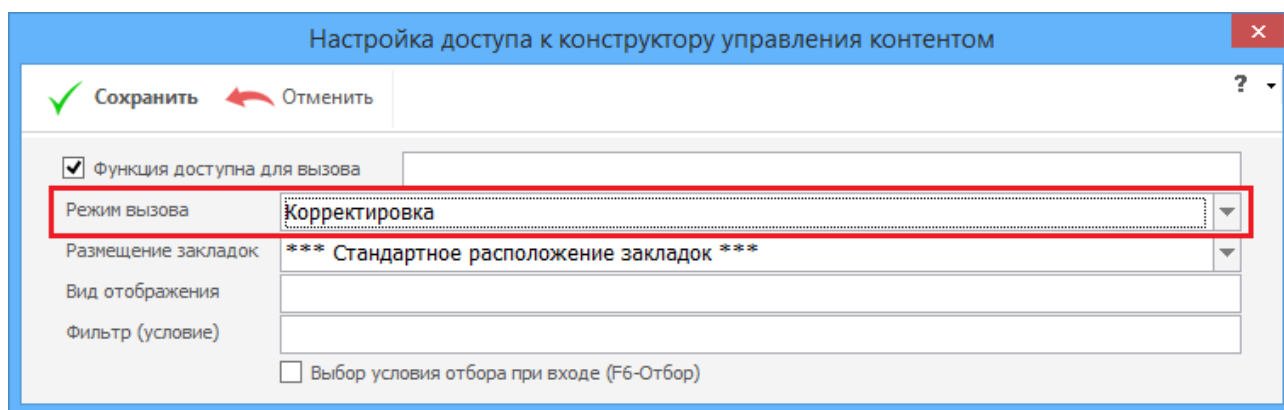 Настройка доступа к конструктору управления контентом
Сохранить Отменить ?
Функция доступна для вызова
Режим вызова Корректировка
Размещение закладок *** Стандартное расположение закладок ***
Вид отображения
Фильтр (условие)
Выбор условия отбора при входе (F6-Отбор)